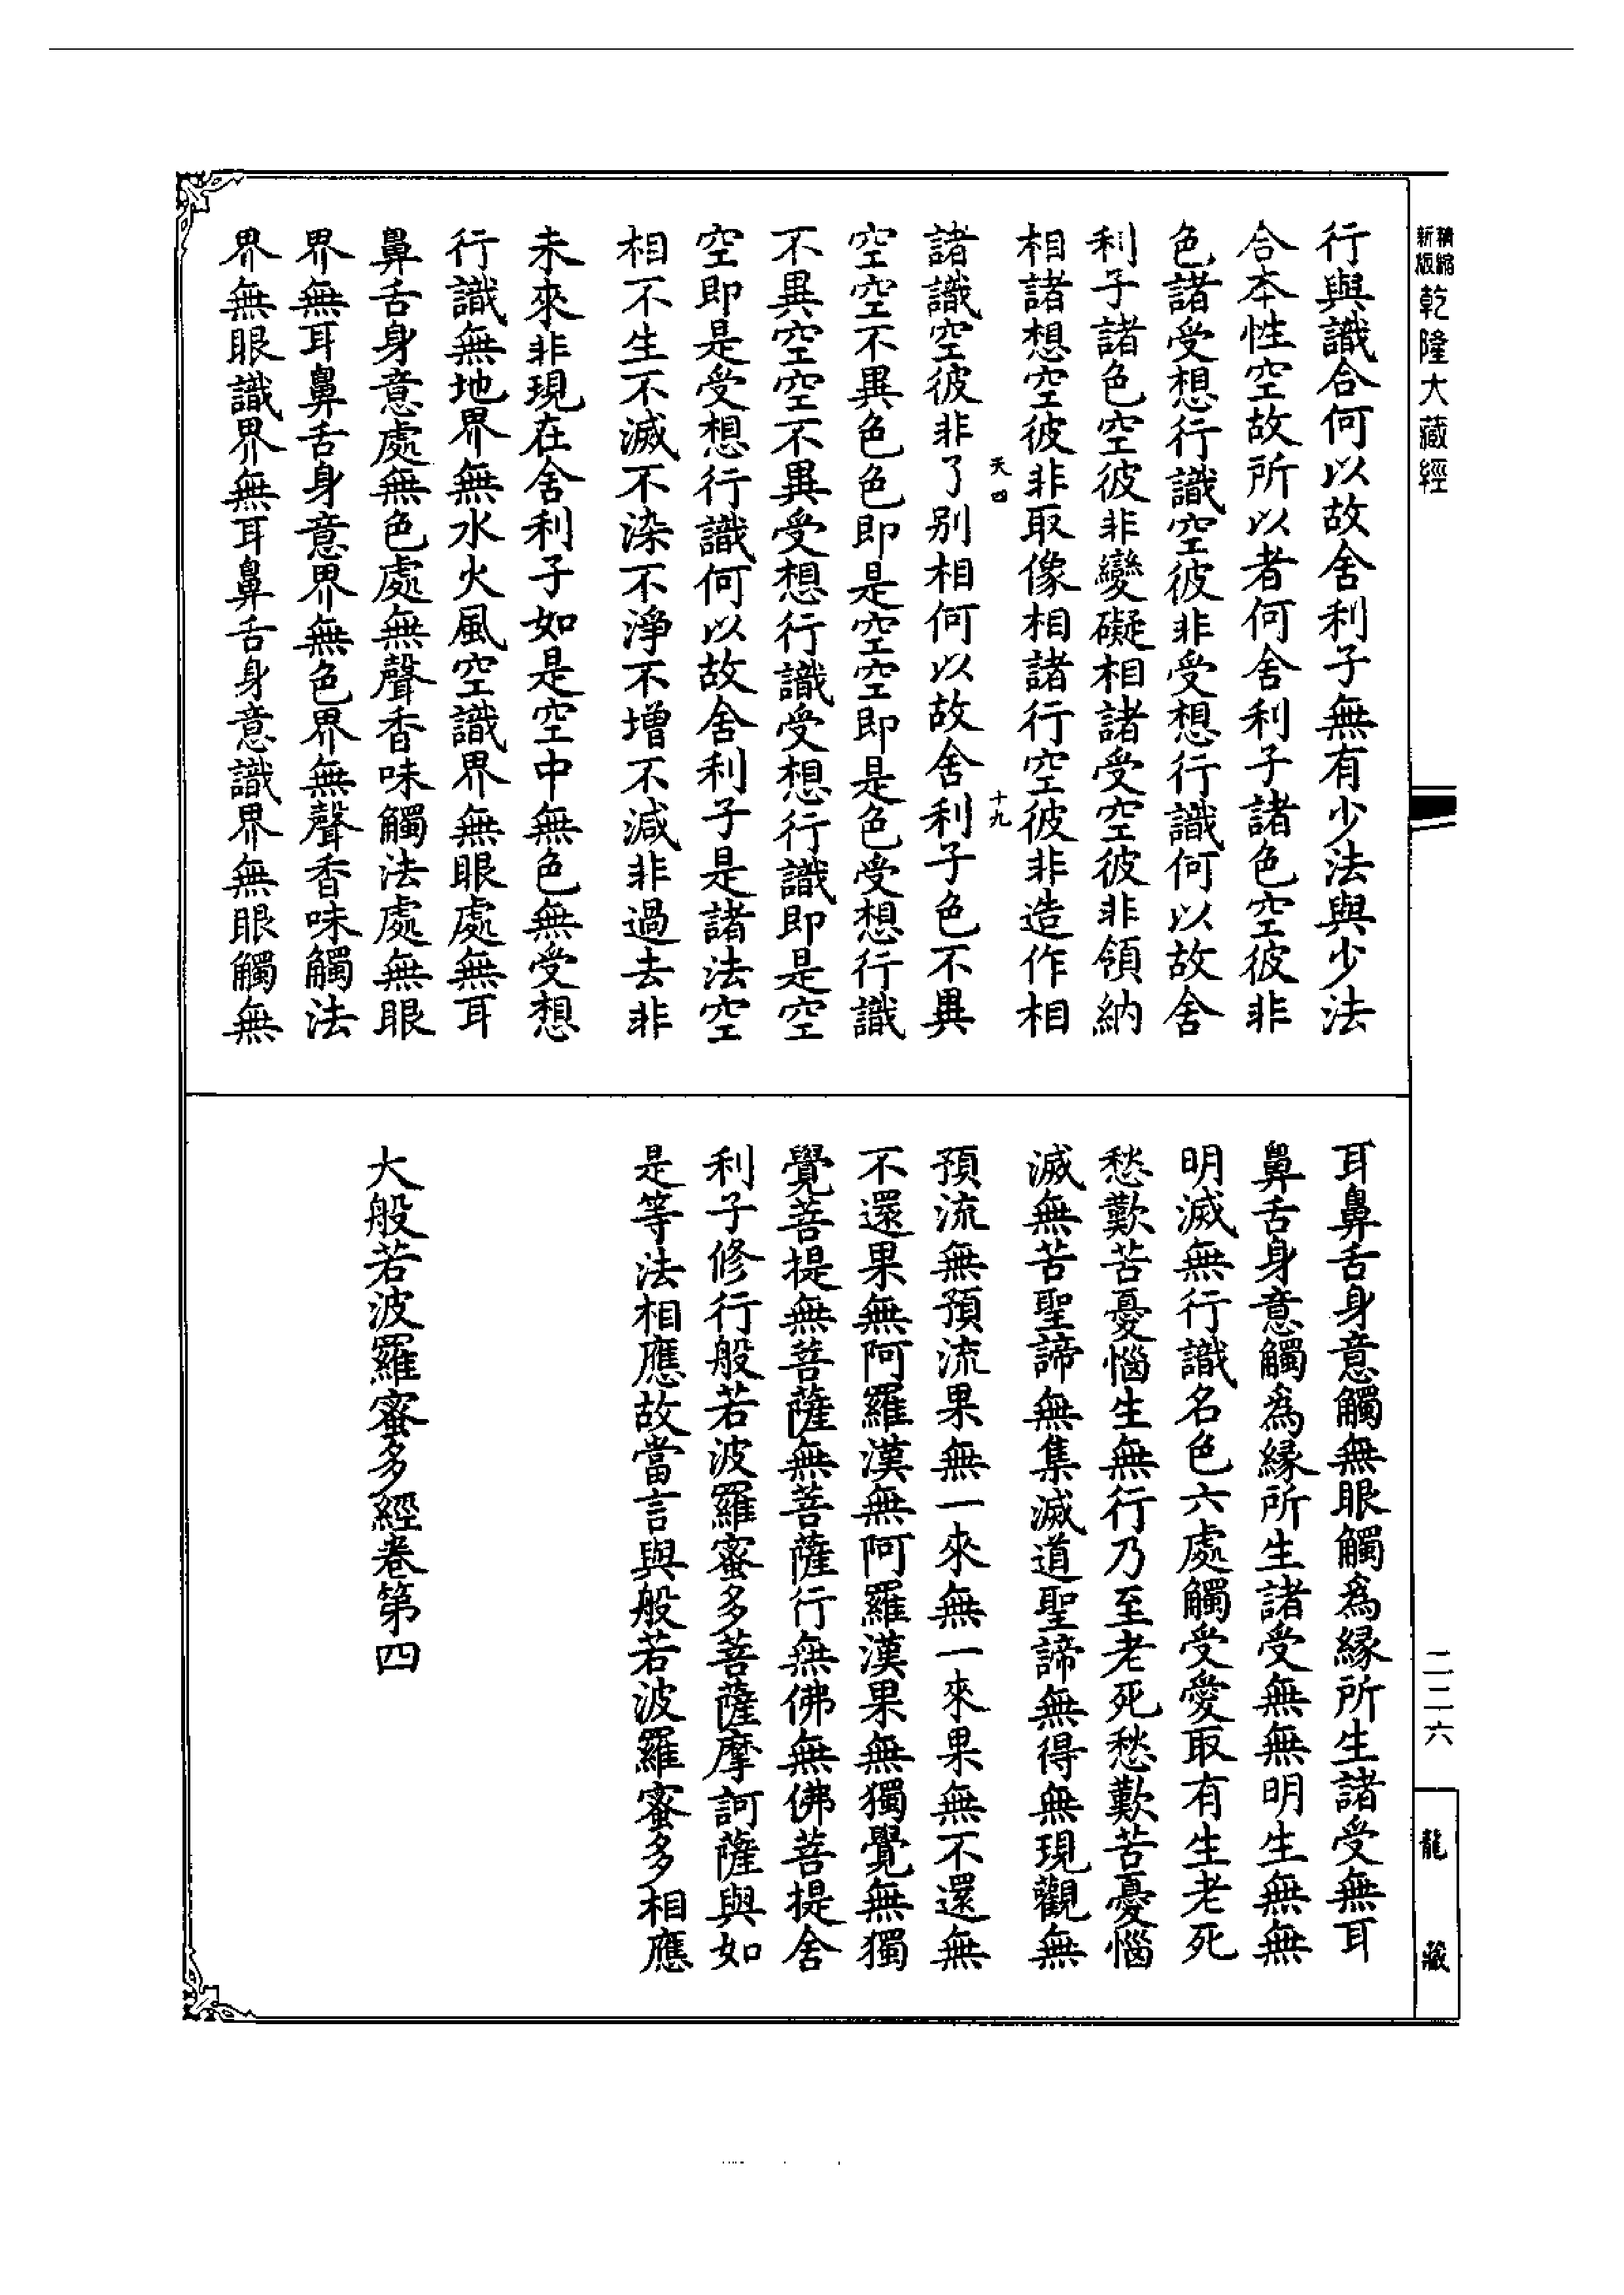 精縮
新版
乾隆大藏經
行與識合何以故舍利子無有少法與少法
合本性空故所以者何舍利子諸色空彼非
色諸受想行識空彼非受想行識何以故舍
利子諸色空彼非變礙相諸受空彼非領納
相諸想空彼非取像相諸行空彼非造作相
天四
十九
諸識空彼非了別相何以故舍利子色不異
空空不異色色即是空空即是色受想行識
不異空空不異受想行識受想行識即是空
空即是受想行識何以故舍利子是諸法空
相不生不滅不染不淨不增不減非過去非
未來非現在舍利子如是空中無色無受想
行識無地界無水火風空識界無眼處無耳
鼻舌身意處無色處無聲香味觸法處無眼
界無耳鼻舌身意界無色界無聲香味觸法
界無眼識界無耳鼻舌身意識界無眼觸無
耳鼻舌身意觸無眼觸爲緣所生諸受無耳
鼻舌身意觸爲緣所生諸受無無明生無無
明滅無行識名色六處觸受愛取有生老死
愁歎苦憂惱生無行乃至老死愁歎苦憂惱
滅無苦聖諦無集滅道聖諦無得無現觀無
預流無預流果無一來無一來果無不還無
不還果無阿羅漢無阿羅漢果無獨覺無獨
覺菩提無菩薩無菩薩行無佛無佛菩提舍
利子修行般若波羅蜜多菩薩摩訶薩與如
是等法相應故當言與般若波羅蜜多相應
大般若波羅蜜多經卷第四
二二六
龍藏